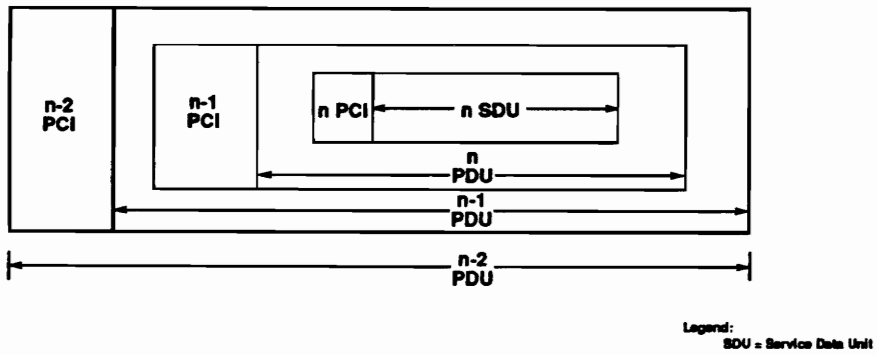 n-2
PCI
n-1
PCI
n PCI
n SDU
n
PDU
n-1
PDU
n-2
PDU
Legend:
SDU = Service Data Unit